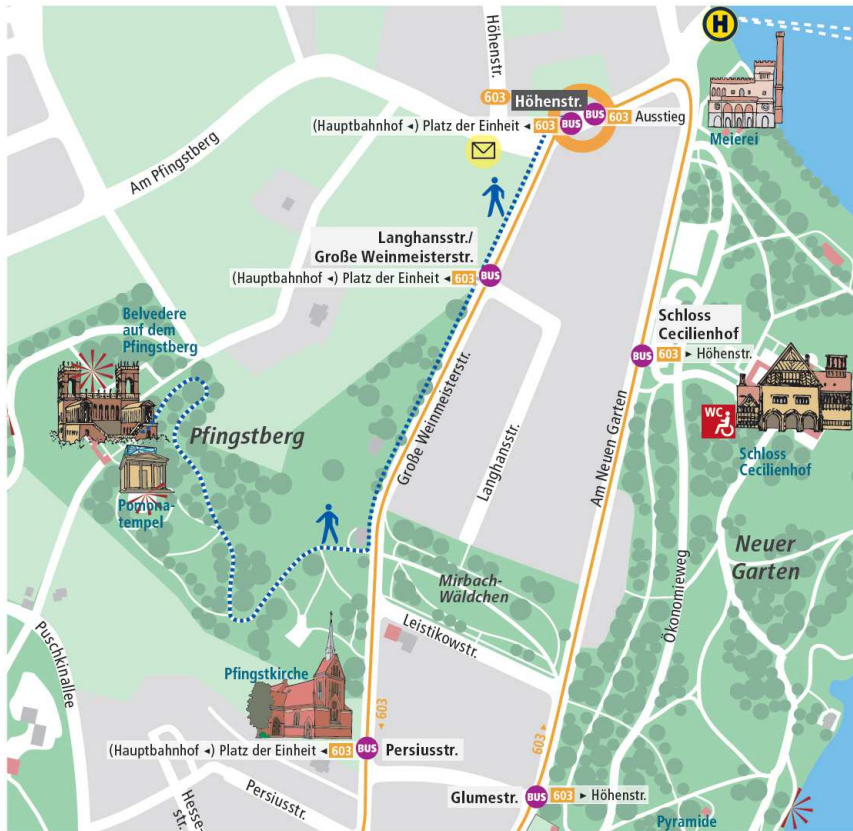 Höhenstr.
H
603
Höhenstr.
BUS
603 Ausstieg
(Hauptbahnhof ◂) Platz der Einheit ◂ 603
BUS
Meierei
Am Pfingstberg
Langhansstr./
Große Weinmeisterstr.
(Hauptbahnhof ◂) Platz der Einheit ◂ 603
BUS
Schloss
Cecilienhof
BUS
603 ▸ Höhenstr.
Belvedere
auf dem
Pfingstberg
WC
Pfingstberg
Große Weinmeisterstr.
Langhansstr.
Am Neuen Garten
Schloss
Cecilienhof
Pomona-
tempel
Neuer
Garten
Mirbach-
Wäldchen
Ökonomieweg
Leistikowstr.
Puschkinallee
Pfingstkirche
603
603
(Hauptbahnhof ◂) Platz der Einheit ◂ 603
BUS
Persiusstr.
Hesse-
str.
Persiusstr.
Glumestr.
BUS
603 ▸ Höhenstr.
Pyramide